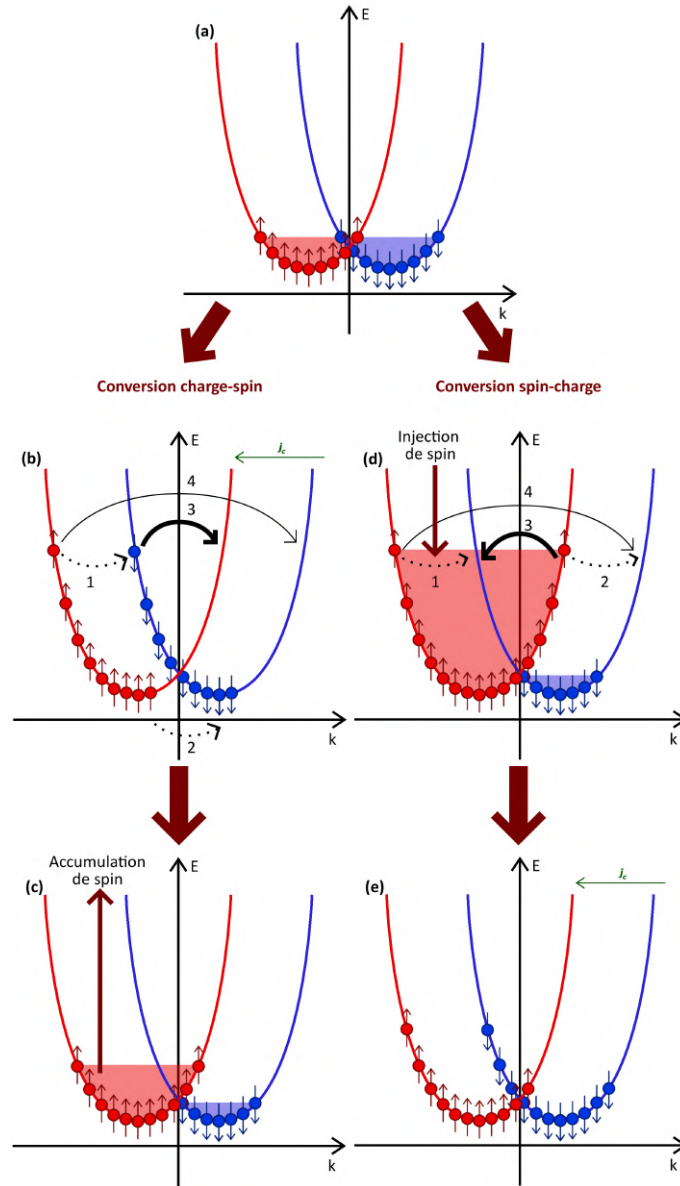 E
(a)
k
Conversion charge-spin
Conversion spin-charge
E
(b)
j_c
4
3
1
2
k
Injection
de spin
E
(d)
4
3
1
2
k
Accumulation
de spin
E
(c)
k
E
(e)
j_c
k